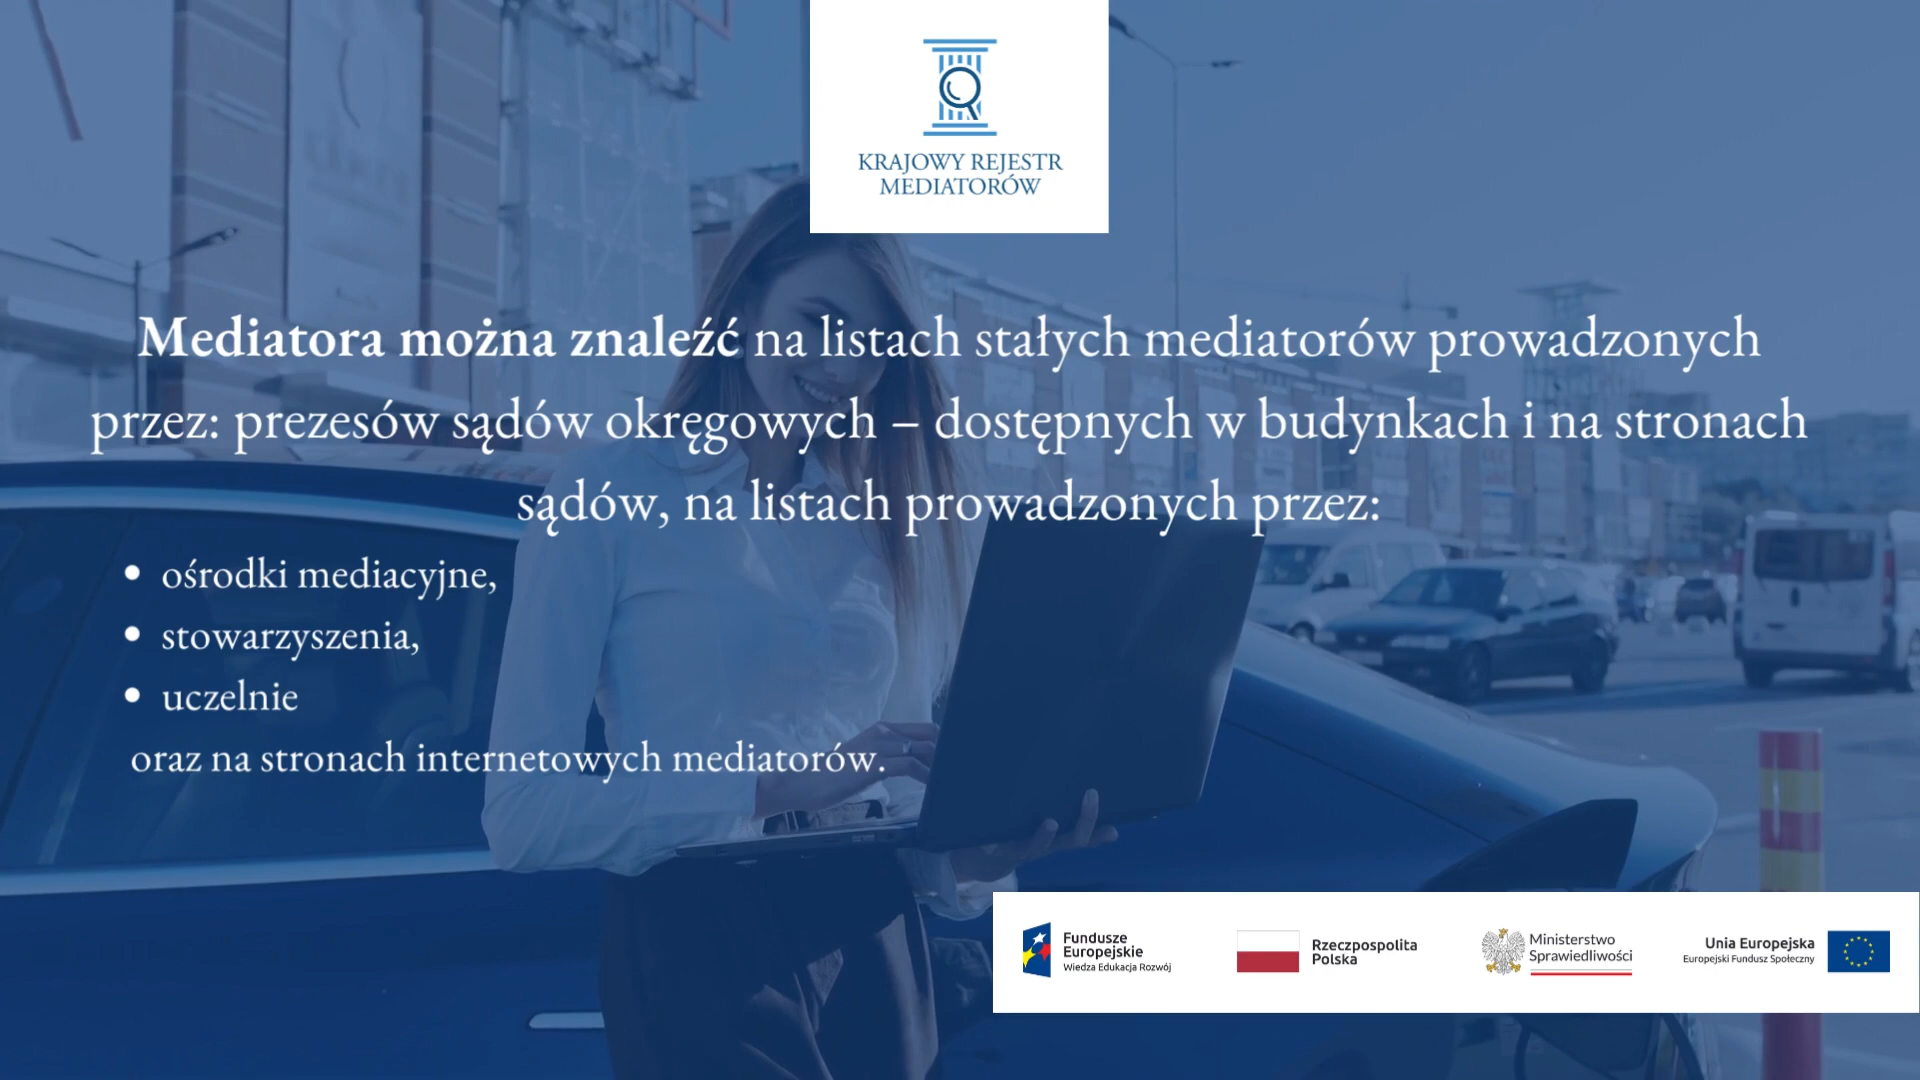 KRAJOWY REJESTR
MEDIATORÓW
Mediatora można znaleźć na listach stałych mediatorów prowadzonych
przez: prezesów sądów okręgowych – dostępnych w budynkach i na stronach
sądów, na listach prowadzonych przez:
• ośrodki mediacyjne,
• stowarzyszenia,
• uczelnie
oraz na stronach internetowych mediatorów.
Fundusze
Europejskie
Wiedza Edukacja Rozwój
Rzeczpospolita
Polska
Ministerstwo
Sprawiedliwości
Unia Europejska
Europejski Fundusz Społeczny